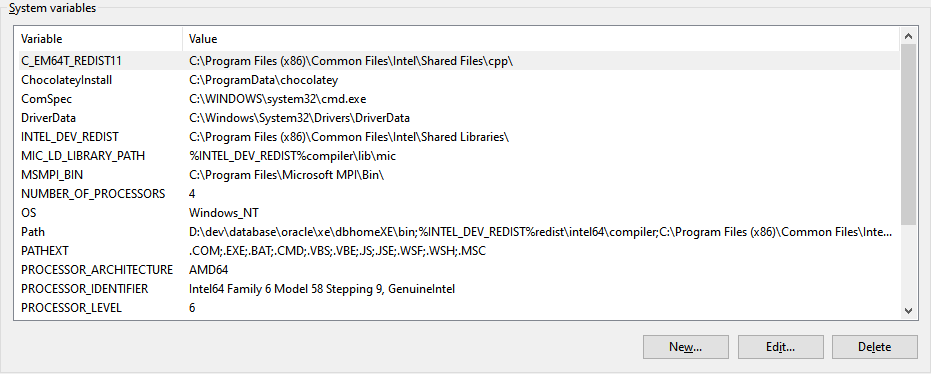 System variables
Variable Value
C_EM64T_REDIST11 C:\Program Files (x86)\Common Files\Intel\Shared Files\cpp\
ChocolateyInstall C:\ProgramData\chocolatey
ComSpec C:\WINDOWS\system32\cmd.exe
DriverData C:\Windows\System32\Drivers\DriverData
INTEL_DEV_REDIST C:\Program Files (x86)\Common Files\Intel\Shared Libraries\
MIC_LD_LIBRARY_PATH %INTEL_DEV_REDIST%compiler\lib\mic
MSMPI_BIN C:\Program Files\Microsoft MPI\Bin\
NUMBER_OF_PROCESSORS 4
OS Windows_NT
Path D:\dev\database\oracle\xe\dbhomeXE\bin;%INTEL_DEV_REDIST%redist\intel64\compiler;C:\Program Files (x86)\Common Files\Inte...
PATHEXT .COM;.EXE;.BAT;.CMD;.VBS;.VBE;.JS;.JSE;.WSF;.WSH;.MSC
PROCESSOR_ARCHITECTURE AMD64
PROCESSOR_IDENTIFIER Intel64 Family 6 Model 58 Stepping 9, GenuineIntel
PROCESSOR_LEVEL 6
New... Edit... Delete